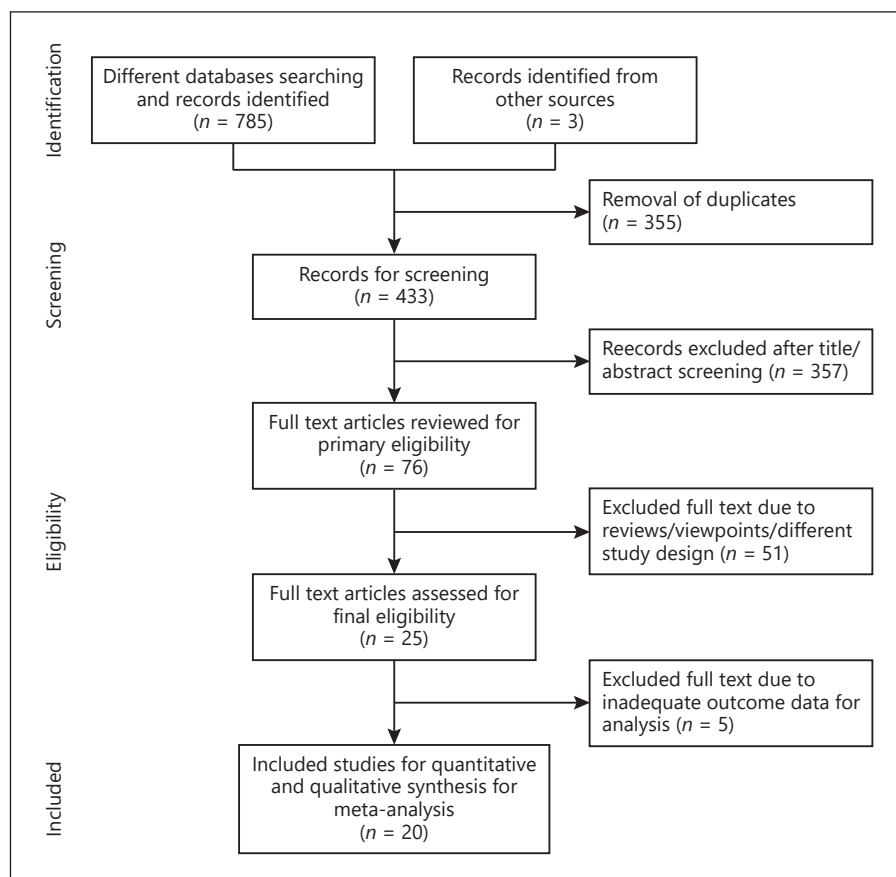 Identification
Different databases searching
and records identified
(n = 785)
Records identified from
other sources
(n = 3)
Removal of duplicates
(n = 355)
Screening
Records for screening
(n = 433)
Reecords excluded after title/
abstract screening (n = 357)
Full text articles reviewed for
primary eligibility
(n = 76)
Eligibility
Excluded full text due to
reviews/viewpoints/different
study design (n = 51)
Full text articles assessed for
final eligibility
(n = 25)
Excluded full text due to
inadequate outcome data for
analysis (n = 5)
Included
Included studies for quantitative
and qualitative synthesis for
meta-analysis
(n = 20)